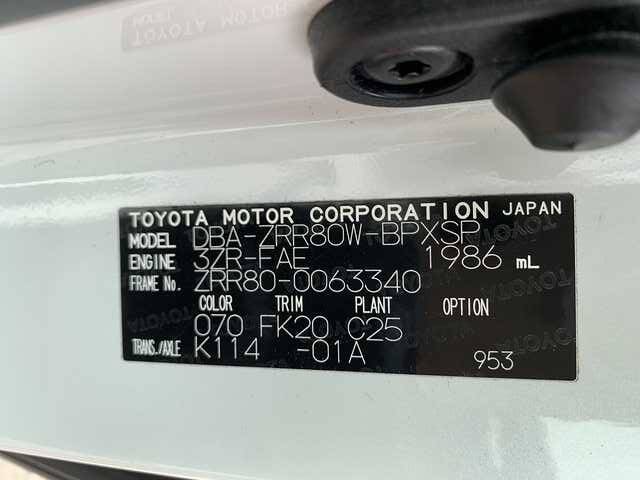 TOYOTA MOTOR CORPORATION JAPAN
MODEL DBA-ZRR80W-BPXSP
ENGINE 3ZR-FAE 1986 mL
FRAME No. ZRR80-0063340
COLOR TRIM PLANT OPTION
070 FK20 C25
TRANS./AXLE K114 -01A
953